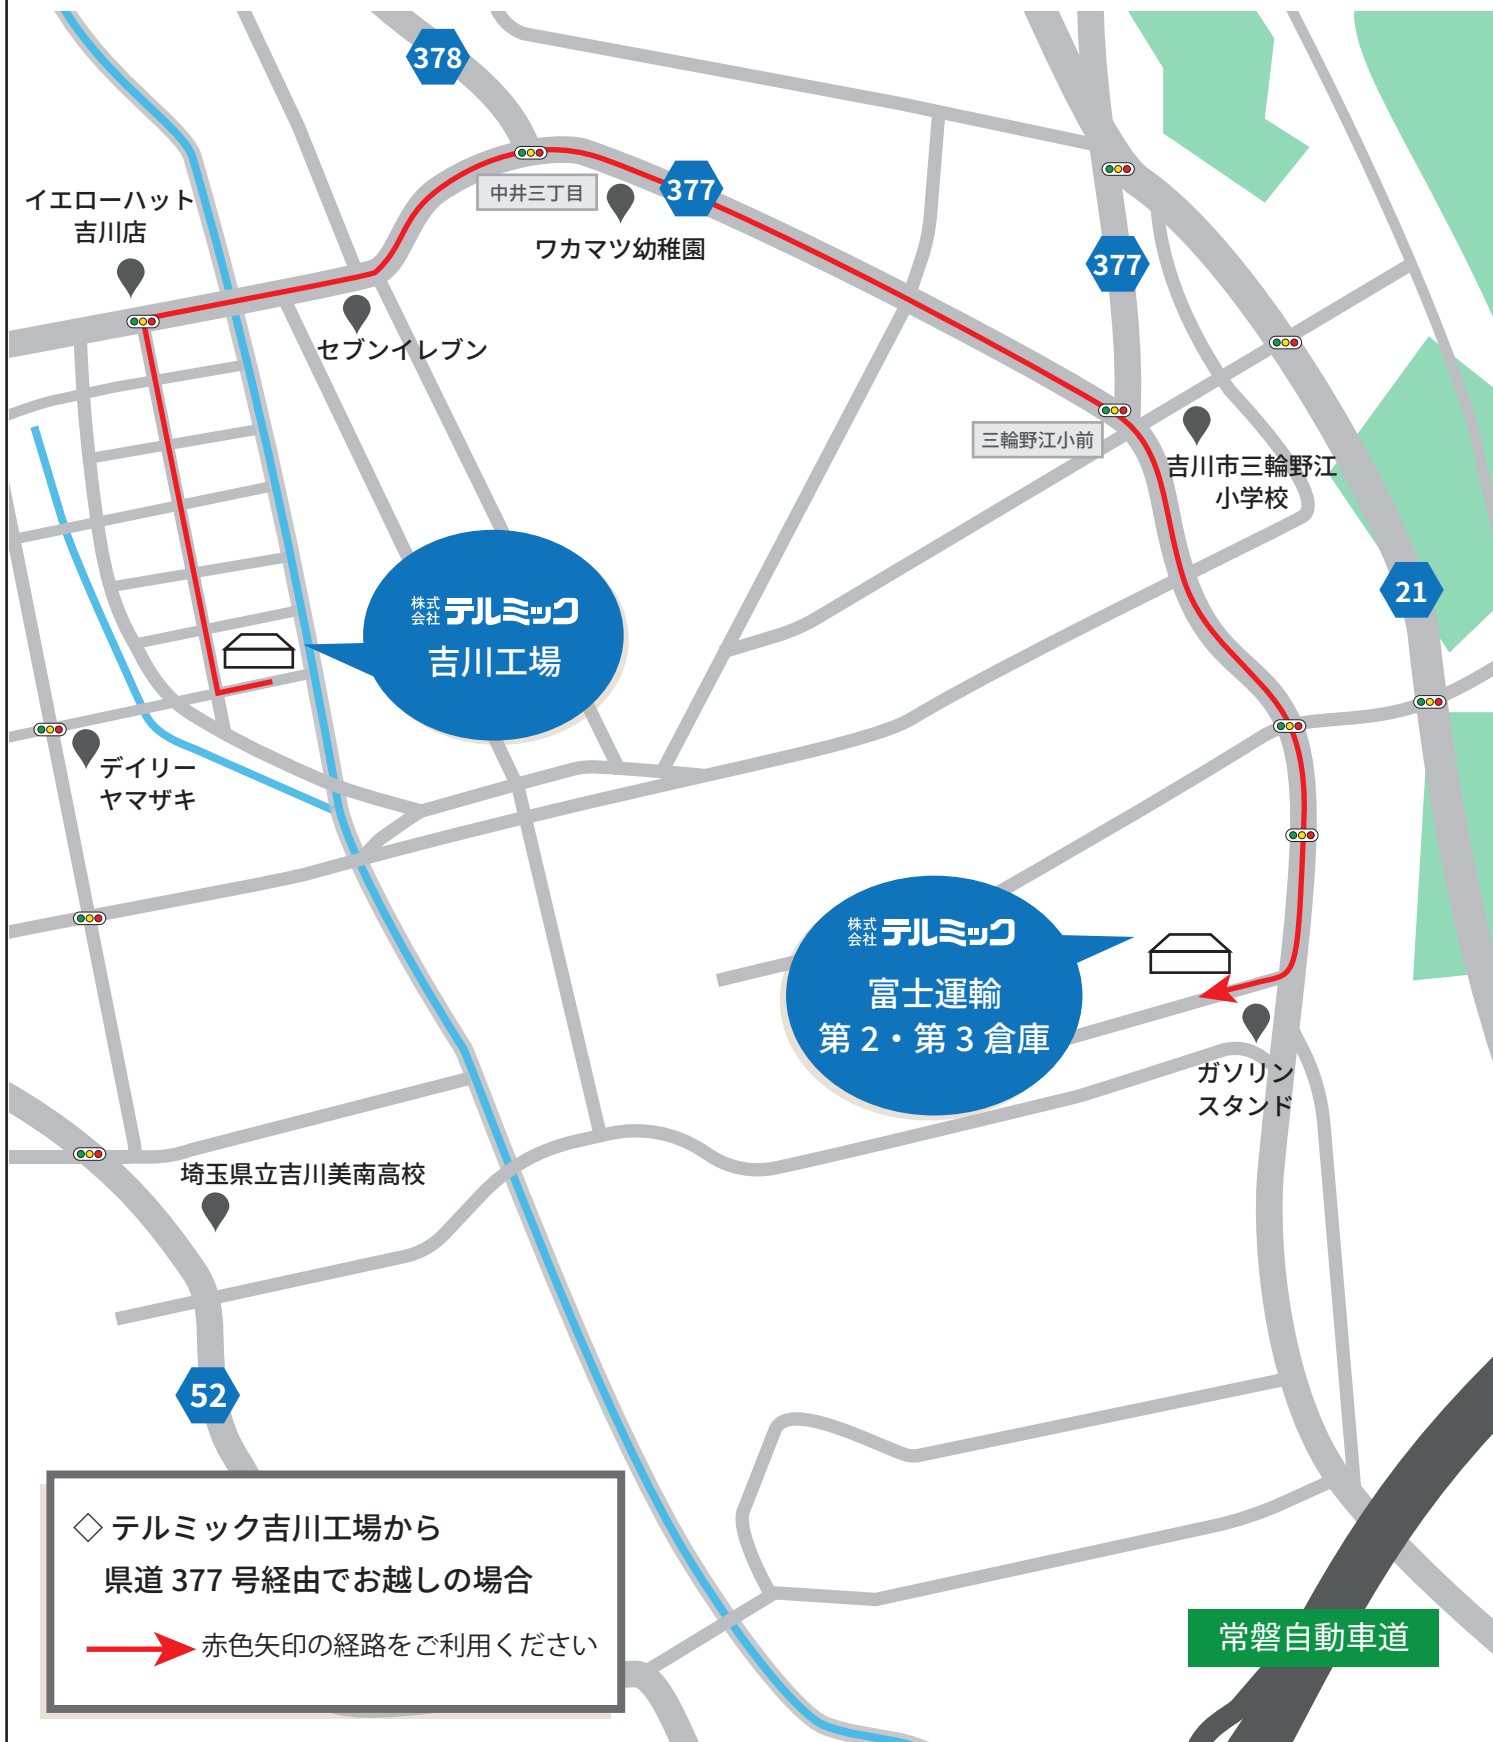 378
中井三丁目
377
イエローハット
吉川店
ワカマツ幼稚園
377
セブンイレブン
三輪野江小前
吉川市三輪野江
小学校
21
株式
会社
テルミック
吉川工場
デイリー
ヤマザキ
株式
会社
テルミック
富士運輸
第 2・第 3 倉庫
ガソリン
スタンド
埼玉県立吉川美南高校
52
◇ テルミック吉川工場から
県道 377 号経由でお越しの場合
赤色矢印の経路をご利用ください
常磐自動車道